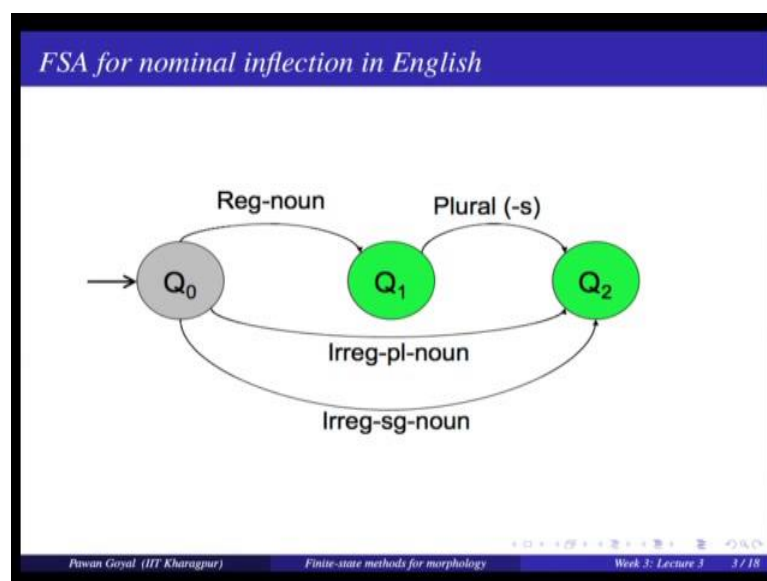 FSA for nominal inflection in English
Reg-noun
Plural (-s)
Q0
Q1
Q2
Irreg-pl-noun
Irreg-sg-noun
Pawan Goyal (IIT Kharagpur) Finite-state methods for morphology Week 3: Lecture 3 3 / 18